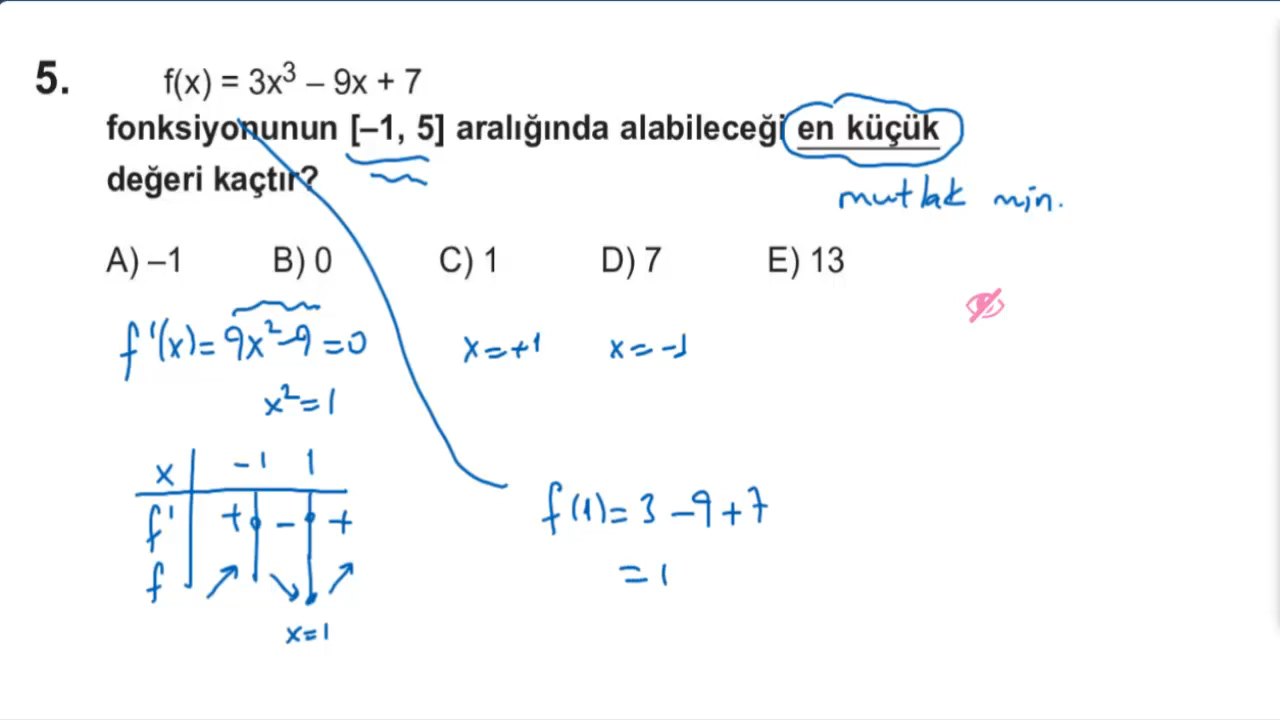 5. f(x) = 3x³ – 9x + 7
fonksiyonunun [–1, 5] aralığında alabileceği en küçük
değeri kaçtır?
mutlak min.
A) –1 B) 0 C) 1 D) 7 E) 13
f'(x) = 9x² – 9 = 0 x = +1 x = –1
x² = 1
x –1 1
f' + – +
f
x = 1
f(1) = 3 – 9 + 7
= 1